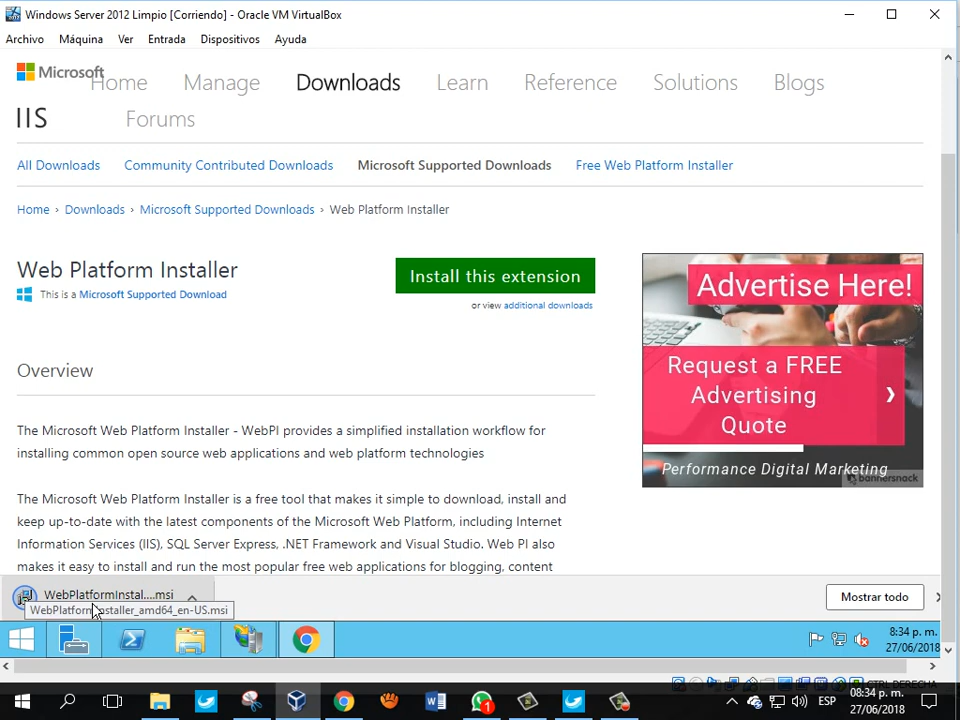 Windows Server 2012 Limpio [Corriendo] - Oracle VM VirtualBox
Archivo Máquina Ver Entrada Dispositivos Ayuda
Microsoft
IIS
Home Manage Downloads Learn Reference Solutions Blogs
Forums
All Downloads Community Contributed Downloads Microsoft Supported Downloads Free Web Platform Installer
Home › Downloads › Microsoft Supported Downloads › Web Platform Installer
Web Platform Installer
This is a Microsoft Supported Download
Install this extension
or view additional downloads
Advertise Here!
Request a FREE
Advertising
Quote
Performance Digital Marketing
bannersnack
Overview
The Microsoft Web Platform Installer - WebPI provides a simplified installation workflow for
installing common open source web applications and web platform technologies
The Microsoft Web Platform Installer is a free tool that makes it simple to download, install and
keep up-to-date with the latest components of the Microsoft Web Platform, including Internet
Information Services (IIS), SQL Server Express, .NET Framework and Visual Studio. Web PI also
makes it easy to install and run the most popular free web applications for blogging, content
WebPlatformInstal....msi
WebPlatformInstaller_amd64_en-US.msi
Mostrar todo
8:34 p. m.
27/06/2018
CTRL DERECHA
1
ESP
08:34 p. m.
27/06/2018